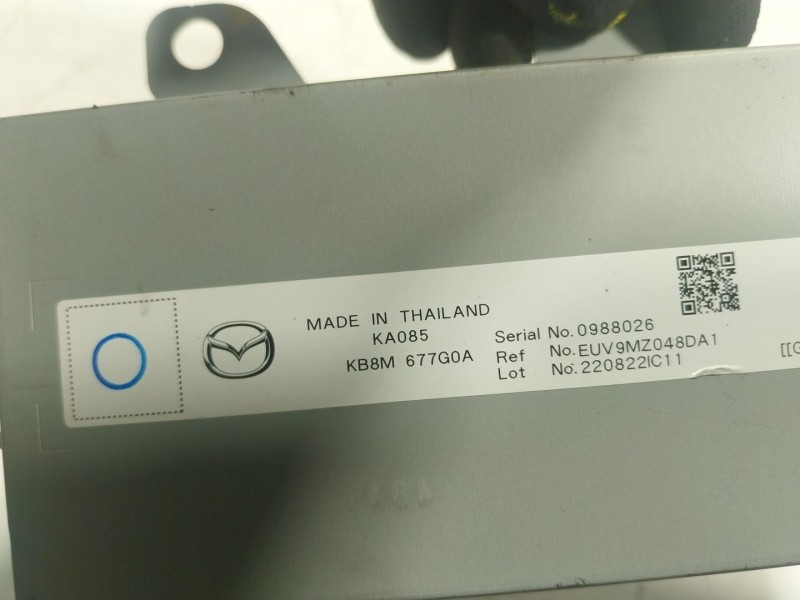 MADE IN THAILAND
KA085
KB8M 677G0A
Serial No.0988026
Ref No.EUV9MZ048DA1
Lot No.220822IC11
[[G